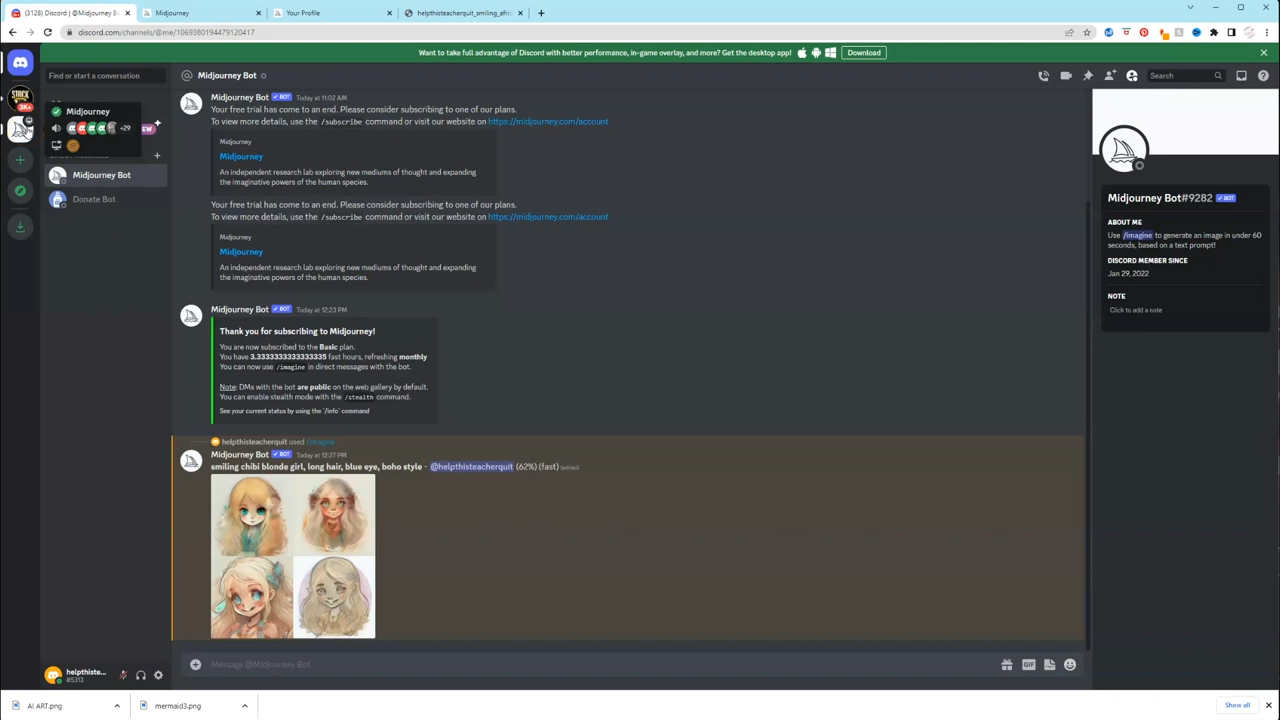 (3128) Discord | @Midjourney B
Midjourney
Your Profile
helpthisteacherquit_smiling_afric
discord.com/channels/@me/1069380194479120417
Want to take full advantage of Discord with better performance, in-game overlay, and more? Get the desktop app!
Download
Find or start a conversation
Midjourney Bot
Search
STOCK
3K+
Midjourney
+29
NEW
Midjourney Bot
Donate Bot
Midjourney Bot BOT Today at 11:02 AM
Your free trial has come to an end. Please consider subscribing to one of our plans.
To view more details, use the /subscribe command or visit our website on https://midjourney.com/account
Midjourney
Midjourney
An independent research lab exploring new mediums of thought and expanding
the imaginative powers of the human species.
Your free trial has come to an end. Please consider subscribing to one of our plans.
To view more details, use the /subscribe command or visit our website on https://midjourney.com/account
Midjourney
Midjourney
An independent research lab exploring new mediums of thought and expanding
the imaginative powers of the human species.
Midjourney Bot BOT Today at 12:23 PM
Thank you for subscribing to Midjourney!
You are now subscribed to the Basic plan.
You have 3.3333333333333335 fast hours, refreshing monthly
You can now use /imagine in direct messages with the bot.
Note: DMs with the bot are public on the web gallery by default.
You can enable stealth mode with the /stealth command.
See your current status by using the '/info' command
helpthisteacherquit used /imagine
Midjourney Bot BOT Today at 12:27 PM
smiling chibi blonde girl, long hair, blue eye, boho style - @helpthisteacherquit (62%) (fast) (edited)
Message @Midjourney Bot
GIF
Midjourney Bot#9282 BOT
ABOUT ME
Use /imagine to generate an image in under 60
seconds, based on a text prompt!
DISCORD MEMBER SINCE
Jan 29, 2022
NOTE
Click to add a note
helpthiste...
#5313
AI ART.png
mermaid3.png
Show all